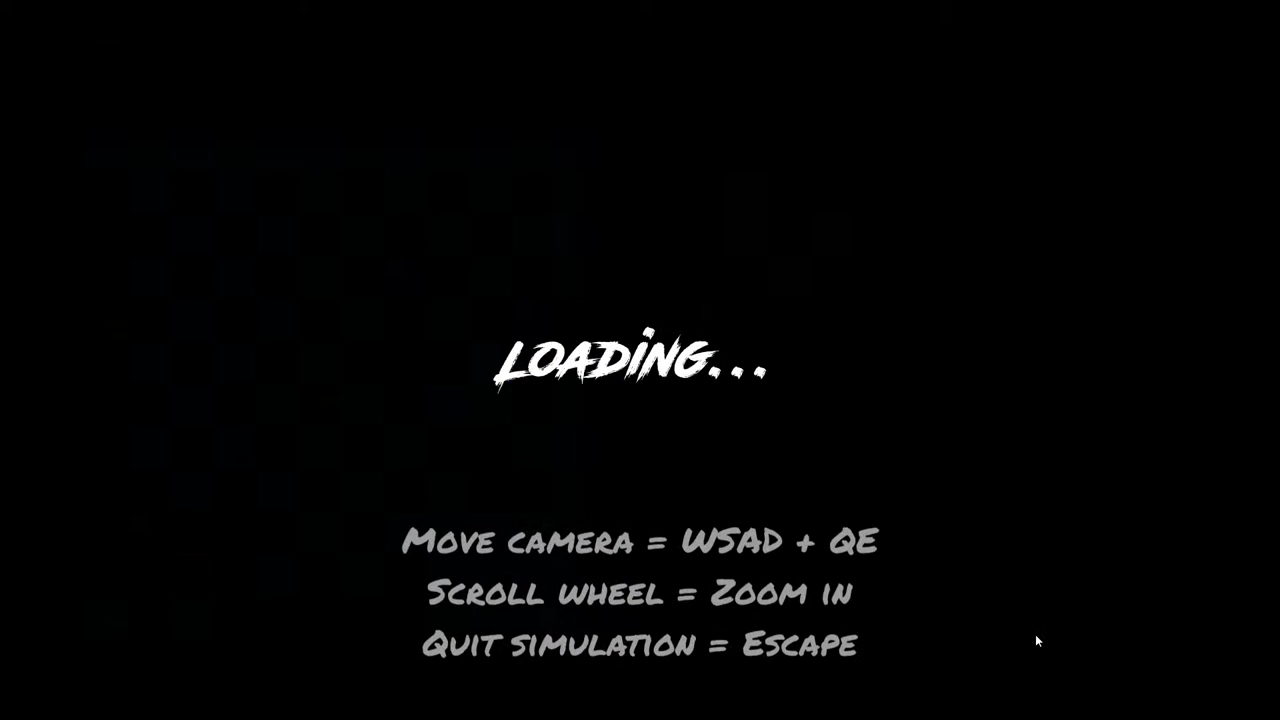 LOADING...
MOVE CAMERA = WSAD + QE
SCROLL WHEEL = ZOOM IN
QUIT SIMULATION = ESCAPE